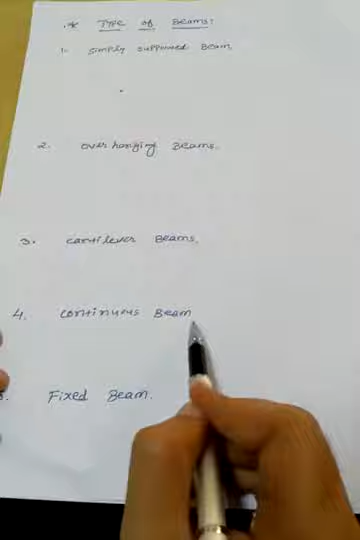 * Type of Beams:
1. simply supported Beam
2. over hanging Beams.
3. cantilever Beams.
4. continuous Beam
5. Fixed Beam.